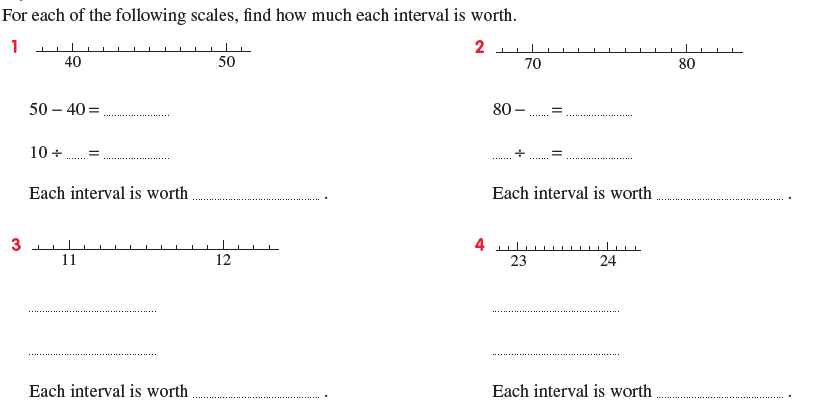 For each of the following scales, find how much each interval is worth.
1
40 50
50 – 40 = ....................
10 ÷ ...... = ....................
Each interval is worth ........................................ .
2
70 80
80 – ...... = ....................
...... ÷ ...... = ....................
Each interval is worth ........................................ .
3
11 12
........................................
........................................
Each interval is worth ........................................ .
4
23 24
........................................
........................................
Each interval is worth ........................................ .